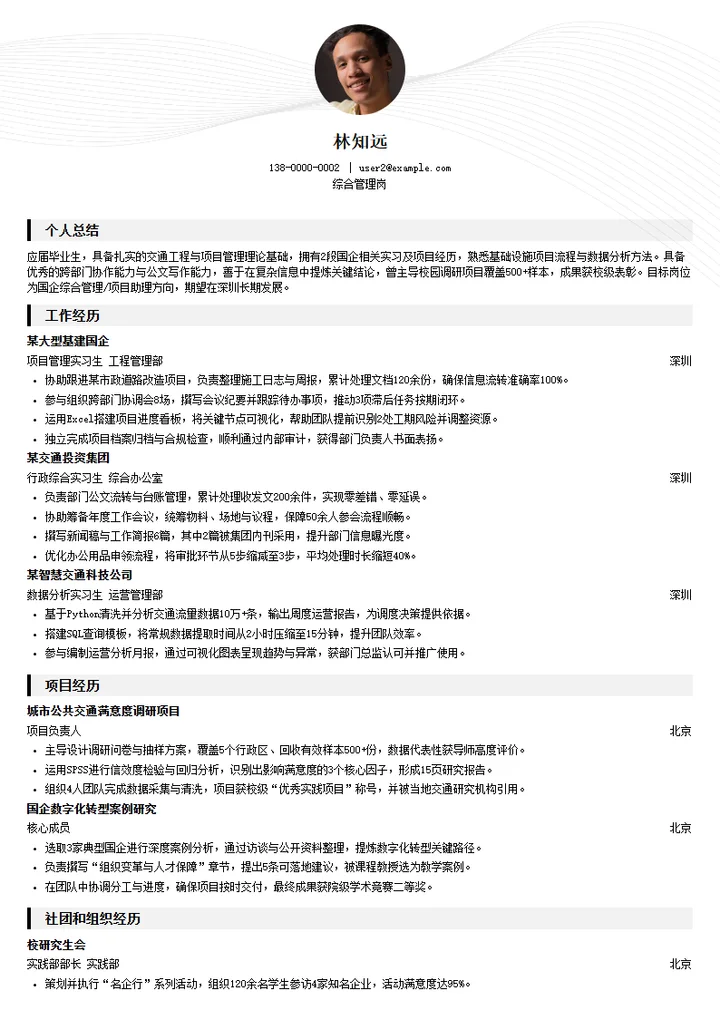 林知远
138-0000-0002 | user2@example.com
综合管理岗
个人总结
应届毕业生，具备扎实的交通工程与项目管理理论基础，拥有2段国企相关实习及项目经历，熟悉基础设施项目流程与数据分析方法。具备
优秀的跨部门协作能力与公文写作能力，善于在复杂信息中提炼关键结论，曾主导校园调研项目覆盖500+样本，成果获校级表彰。目标岗位
为国企综合管理/项目助理方向，期望在深圳长期发展。
工作经历
某大型基建国企
项目管理实习生 工程管理部 深圳
• 协助跟进某市政道路改造项目，负责整理施工日志与周报，累计处理文档120余份，确保信息流转准确率100%。
• 参与组织跨部门协调会8场，撰写会议纪要并跟踪待办事项，推动3项滞后任务按期闭环。
• 运用Excel搭建项目进度看板，将关键节点可视化，帮助团队提前识别2处工期风险并调整资源。
• 独立完成项目档案归档与合规检查，顺利通过内部审计，获得部门负责人书面表扬。
某交通投资集团
行政综合实习生 综合办公室 深圳
• 负责部门公文流转与台账管理，累计处理收发文200余件，实现零差错、零延误。
• 协助筹备年度工作会议，统筹物料、场地与议程，保障50余人参会流程顺畅。
• 撰写新闻稿与工作简报6篇，其中2篇被集团内刊采用，提升部门信息曝光度。
• 优化办公用品申领流程，将审批环节从5步缩减至3步，平均处理时长缩短40%。
某智慧交通科技公司
数据分析实习生 运营管理部 深圳
• 基于Python清洗并分析交通流量数据10万+条，输出周度运营报告，为调度决策提供依据。
• 搭建SQL查询模板，将常规数据提取时间从2小时压缩至15分钟，提升团队效率。
• 参与编制运营分析月报，通过可视化图表呈现趋势与异常，获部门总监认可并推广使用。
项目经历
城市公共交通满意度调研项目
项目负责人 北京
• 主导设计调研问卷与抽样方案，覆盖5个行政区、回收有效样本500+份，数据代表性获导师高度评价。
• 运用SPSS进行信效度检验与回归分析，识别出影响满意度的3个核心因子，形成15页研究报告。
• 组织4人团队完成数据采集与清洗，项目获校级“优秀实践项目”称号，并被当地交通研究机构引用。
国企数字化转型案例研究
核心成员 北京
• 选取3家典型国企进行深度案例分析，通过访谈与公开资料整理，提炼数字化转型关键路径。
• 负责撰写“组织变革与人才保障”章节，提出5条可落地建议，被课程教授选为教学案例。
• 在团队中协调分工与进度，确保项目按时交付，最终成果获院级学术竞赛二等奖。
社团和组织经历
校研究生会
实践部部长 实践部 北京
• 策划并执行“名企行”系列活动，组织120余名学生参访4家知名企业，活动满意度达95%。